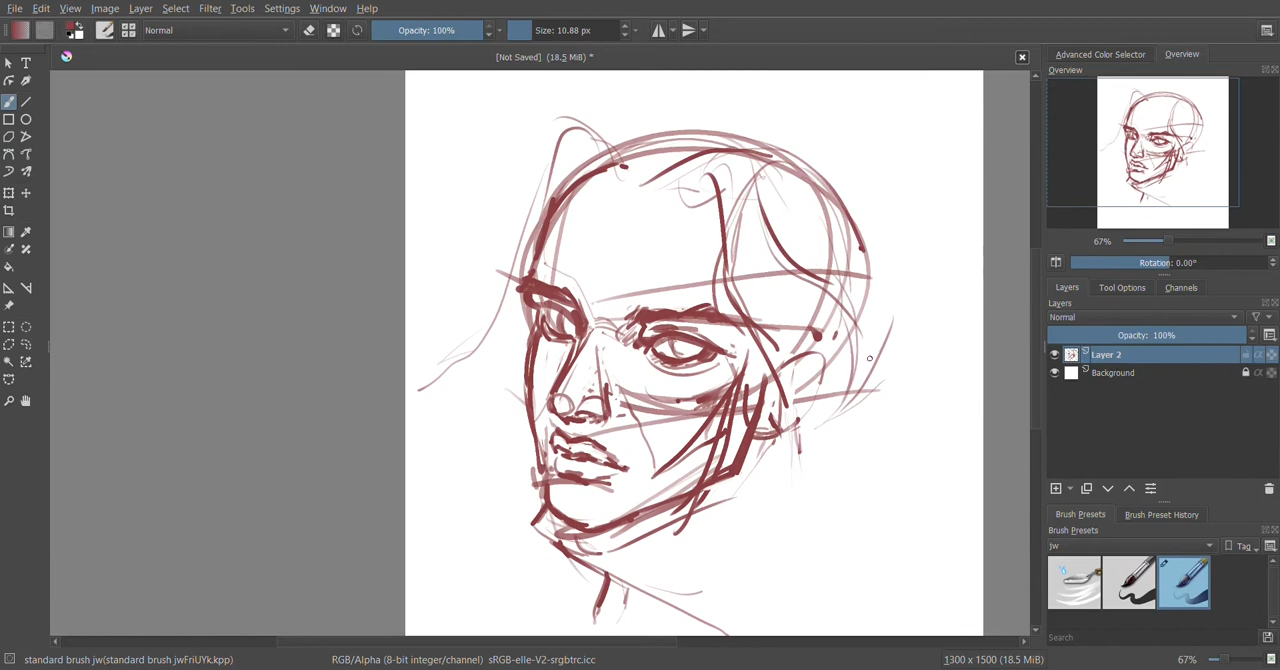 File Edit View Image Layer Select Filter Tools Settings Window Help
Normal Opacity: 100% Size: 10.88 px
[Not Saved] (18.5 MiB) *
Advanced Color Selector Overview
Overview
67%
Rotation: 0.00°
Layers Tool Options Channels
Layers
Normal
Opacity: 100%
Layer 2
Background
Brush Presets Brush Preset History
Brush Presets
jw Tag
Search
standard brush jw(standard brush jwFriUYk.kpp) RGB/Alpha (8-bit integer/channel) sRGB-elle-V2-srgbtrc.icc 1300 x 1500 (18.5 MiB) 67%